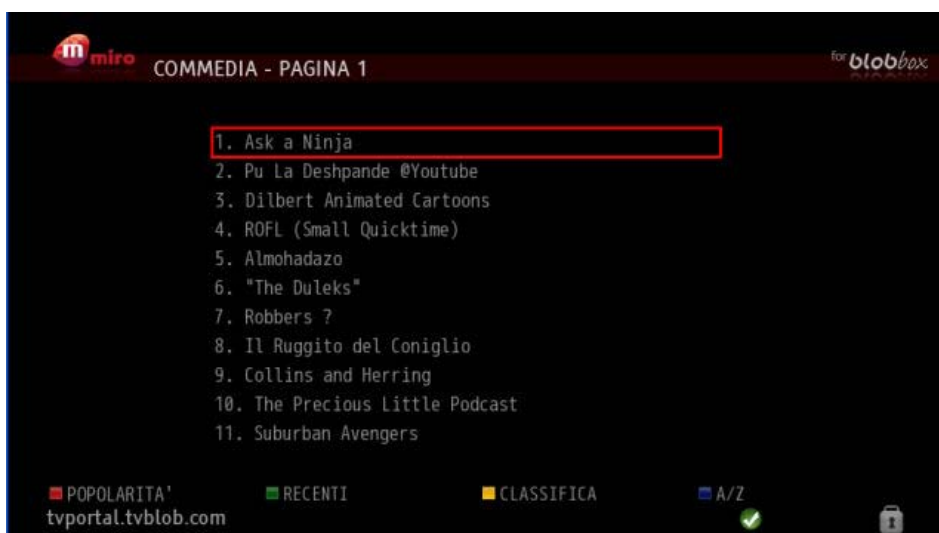 miro
COMMEDIA - PAGINA 1
for blobbox
1. Ask a Ninja
2. Pu La Deshpande @Youtube
3. Dilbert Animated Cartoons
4. ROFL (Small Quicktime)
5. Almohadazo
6. "The Duleks"
7. Robbers ?
8. Il Ruggito del Coniglio
9. Collins and Herring
10. The Precious Little Podcast
11. Suburban Avengers
POPOLARITA' RECENTI CLASSIFICA A/Z
tvportal.tvblob.com